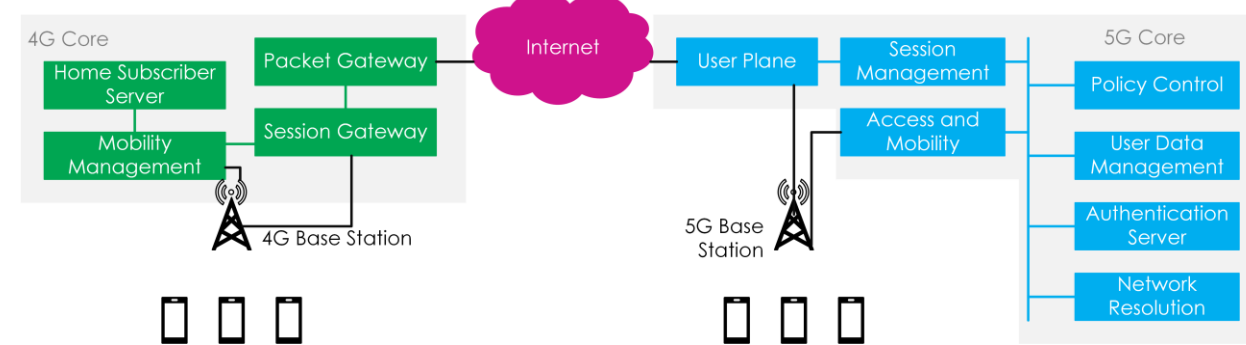 4G Core
Home Subscriber
Server
Mobility
Management
Packet Gateway
Session Gateway
4G Base Station
Internet
User Plane
Session
Management
Access and
Mobility
5G Base
Station
5G Core
Policy Control
User Data
Management
Authentication
Server
Network
Resolution